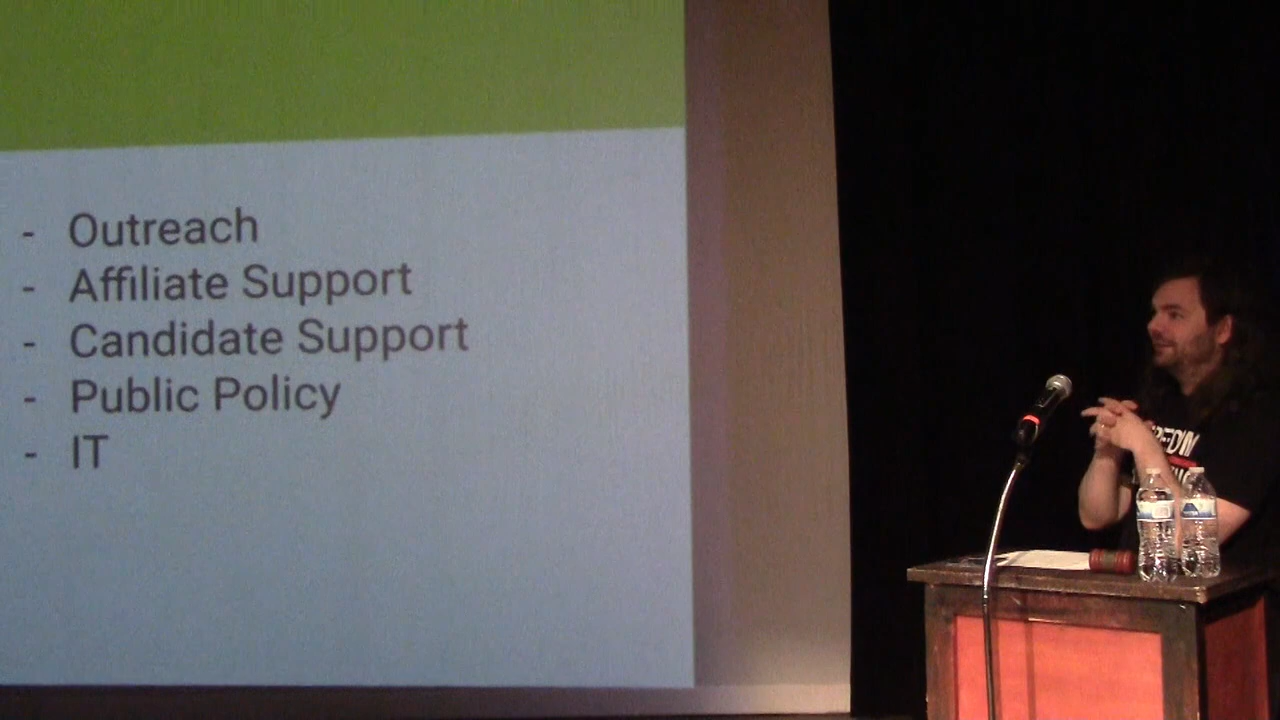 - Outreach
- Affiliate Support
- Candidate Support
- Public Policy
- IT